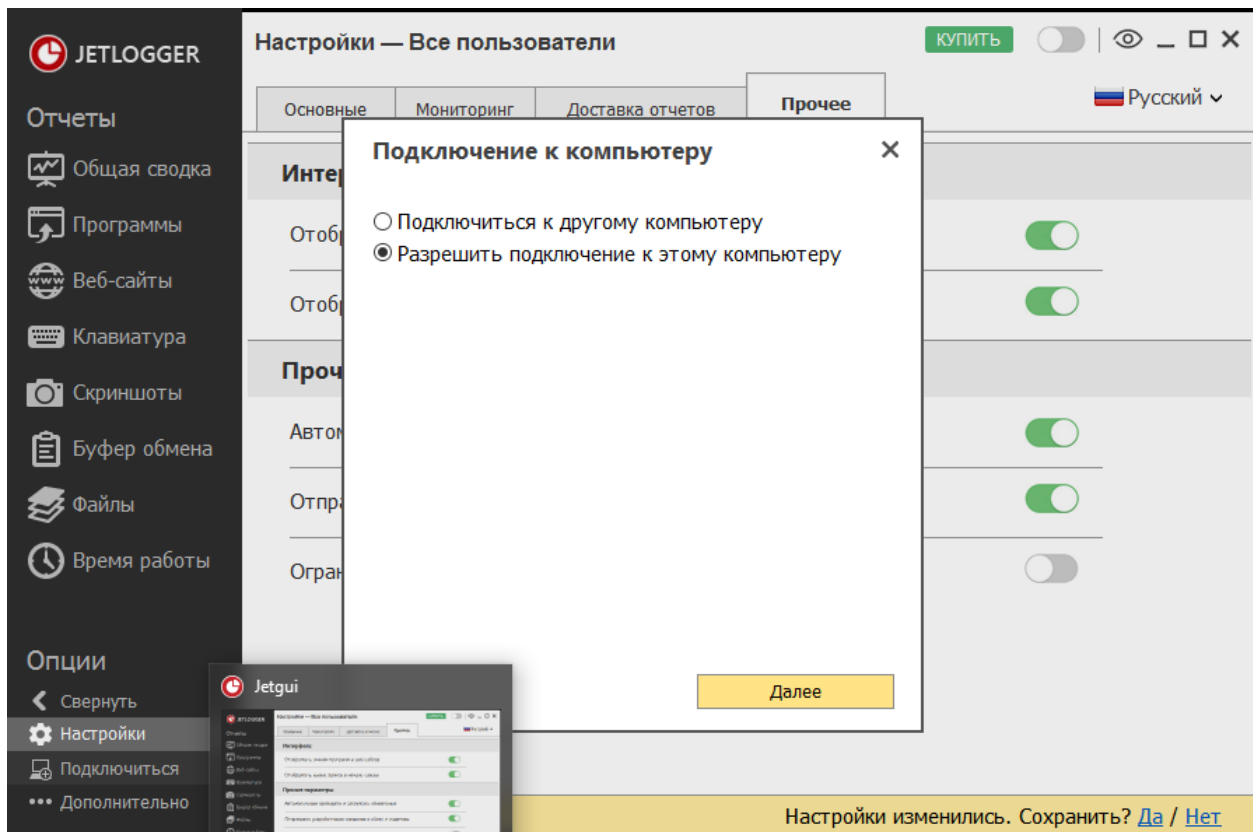 JETLOGGER
Настройки — Все пользователи
КУПИТЬ
Основные
Мониторинг
Доставка отчетов
Прочее
Русский
Отчеты
Общая сводка
Программы
Веб-сайты
Клавиатура
Скриншоты
Буфер обмена
Файлы
Время работы
Опции
Свернуть
Настройки
Подключиться
Дополнительно
Подключение к компьютеру
Подключиться к другому компьютеру
Разрешить подключение к этому компьютеру
Далее
Jetgui
Настройки изменились. Сохранить? Да / Нет